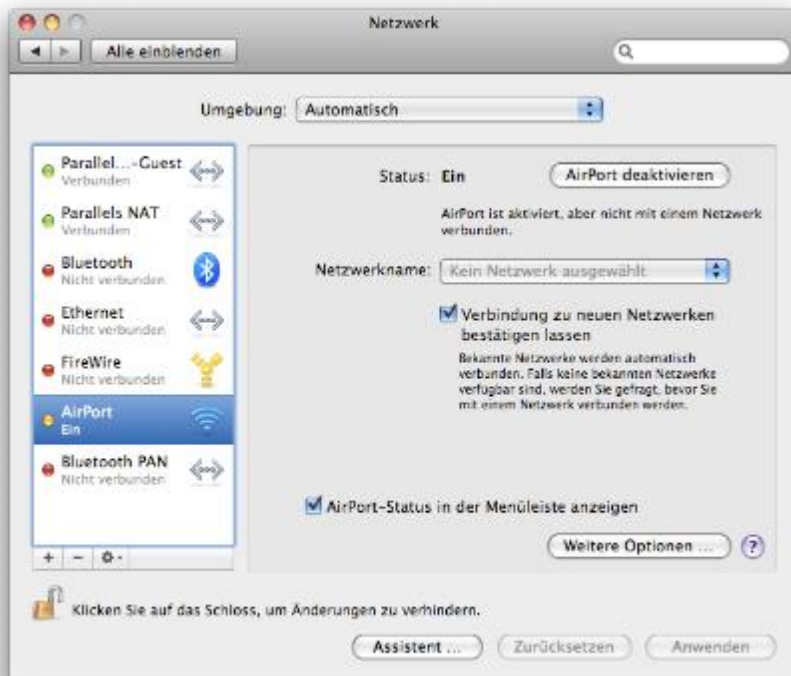 Netzwerk
Alle einblenden
Umgebung: Automatisch
Parallel...-Guest
Verbunden
Parallels NAT
Verbunden
Bluetooth
Nicht verbunden
Ethernet
Nicht verbunden
FireWire
Nicht verbunden
AirPort
Ein
Bluetooth PAN
Nicht verbunden
Status: Ein
AirPort deaktivieren
AirPort ist aktiviert, aber nicht mit einem Netzwerk
verbunden.
Netzwerkname: Kein Netzwerk ausgewählt
Verbindung zu neuen Netzwerken
bestätigen lassen
Bekannte Netzwerke werden automatisch
verbunden. Falls keine bekannten Netzwerke
verfügbar sind, werden Sie gefragt, bevor Sie
mit einem Netzwerk verbunden werden.
AirPort-Status in der Menüleiste anzeigen
Weitere Optionen ... ?
Klicken Sie auf das Schloss, um Änderungen zu verhindern.
Assistent ... Zurücksetzen Anwenden